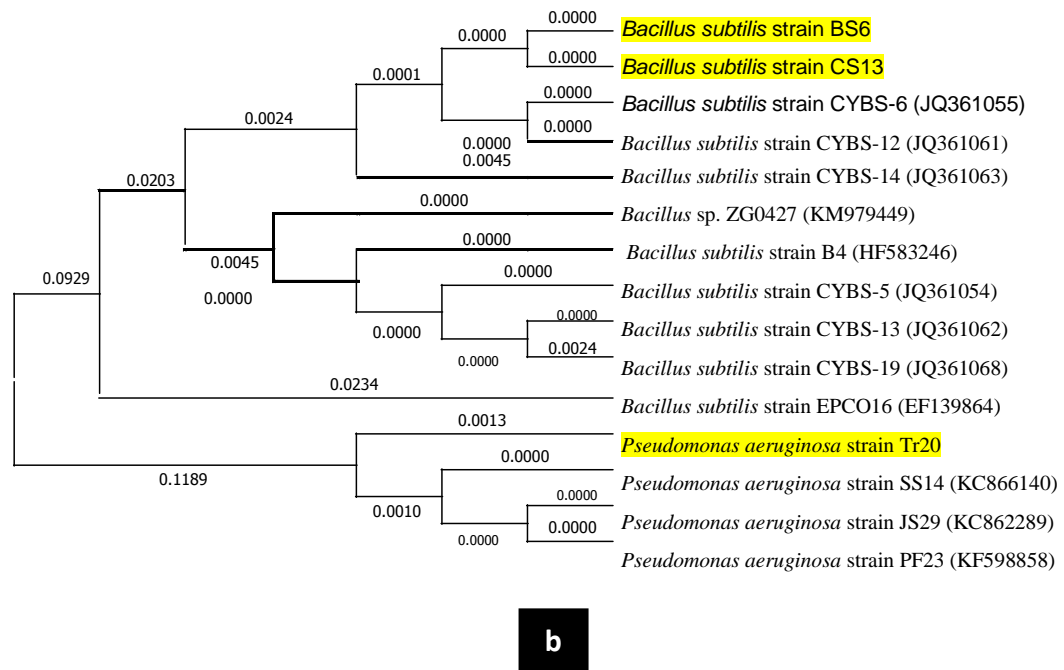 0.0000
Bacillus subtilis strain BS6
0.0000
0.0000
Bacillus subtilis strain CS13
0.0001
0.0000
Bacillus subtilis strain CYBS-6 (JQ361055)
0.0024
0.0000
0.0000
Bacillus subtilis strain CYBS-12 (JQ361061)
0.0045
0.0203
Bacillus subtilis strain CYBS-14 (JQ361063)
0.0000
Bacillus sp. ZG0427 (KM979449)
0.0000
Bacillus subtilis strain B4 (HF583246)
0.0045
0.0929
0.0000
0.0000
Bacillus subtilis strain CYBS-5 (JQ361054)
0.0000
0.0000
Bacillus subtilis strain CYBS-13 (JQ361062)
0.0000
0.0024
Bacillus subtilis strain CYBS-19 (JQ361068)
0.0234
Bacillus subtilis strain EPCO16 (EF139864)
0.0013
Pseudomonas aeruginosa strain Tr20
0.1189
0.0000
Pseudomonas aeruginosa strain SS14 (KC866140)
0.0010
0.0000
0.0000
Pseudomonas aeruginosa strain JS29 (KC862289)
0.0000
Pseudomonas aeruginosa strain PF23 (KF598858)
b